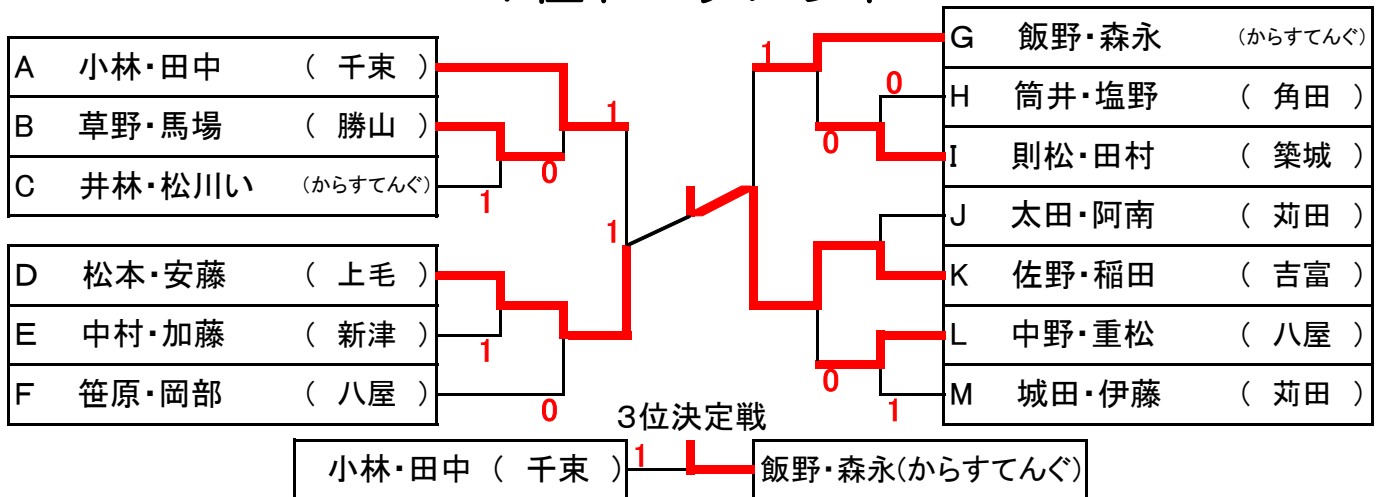 A 小林・田中 ( 千束 )
B 草野・馬場 ( 勝山 )
C 井林・松川い (からすてんぐ)
D 松本・安藤 ( 上毛 )
E 中村・加藤 ( 新津 )
F 笹原・岡部 ( 八屋 )
1
0
1
1
1
0
G 飯野・森永 (からすてんぐ)
H 筒井・塩野 ( 角田 )
I 則松・田村 ( 築城 )
J 太田・阿南 ( 苅田 )
K 佐野・稲田 ( 吉富 )
L 中野・重松 ( 八屋 )
M 城田・伊藤 ( 苅田 )
1
0
0
0
1
3位決定戦
小林・田中 ( 千束 ) 1 飯野・森永(からすてんぐ)